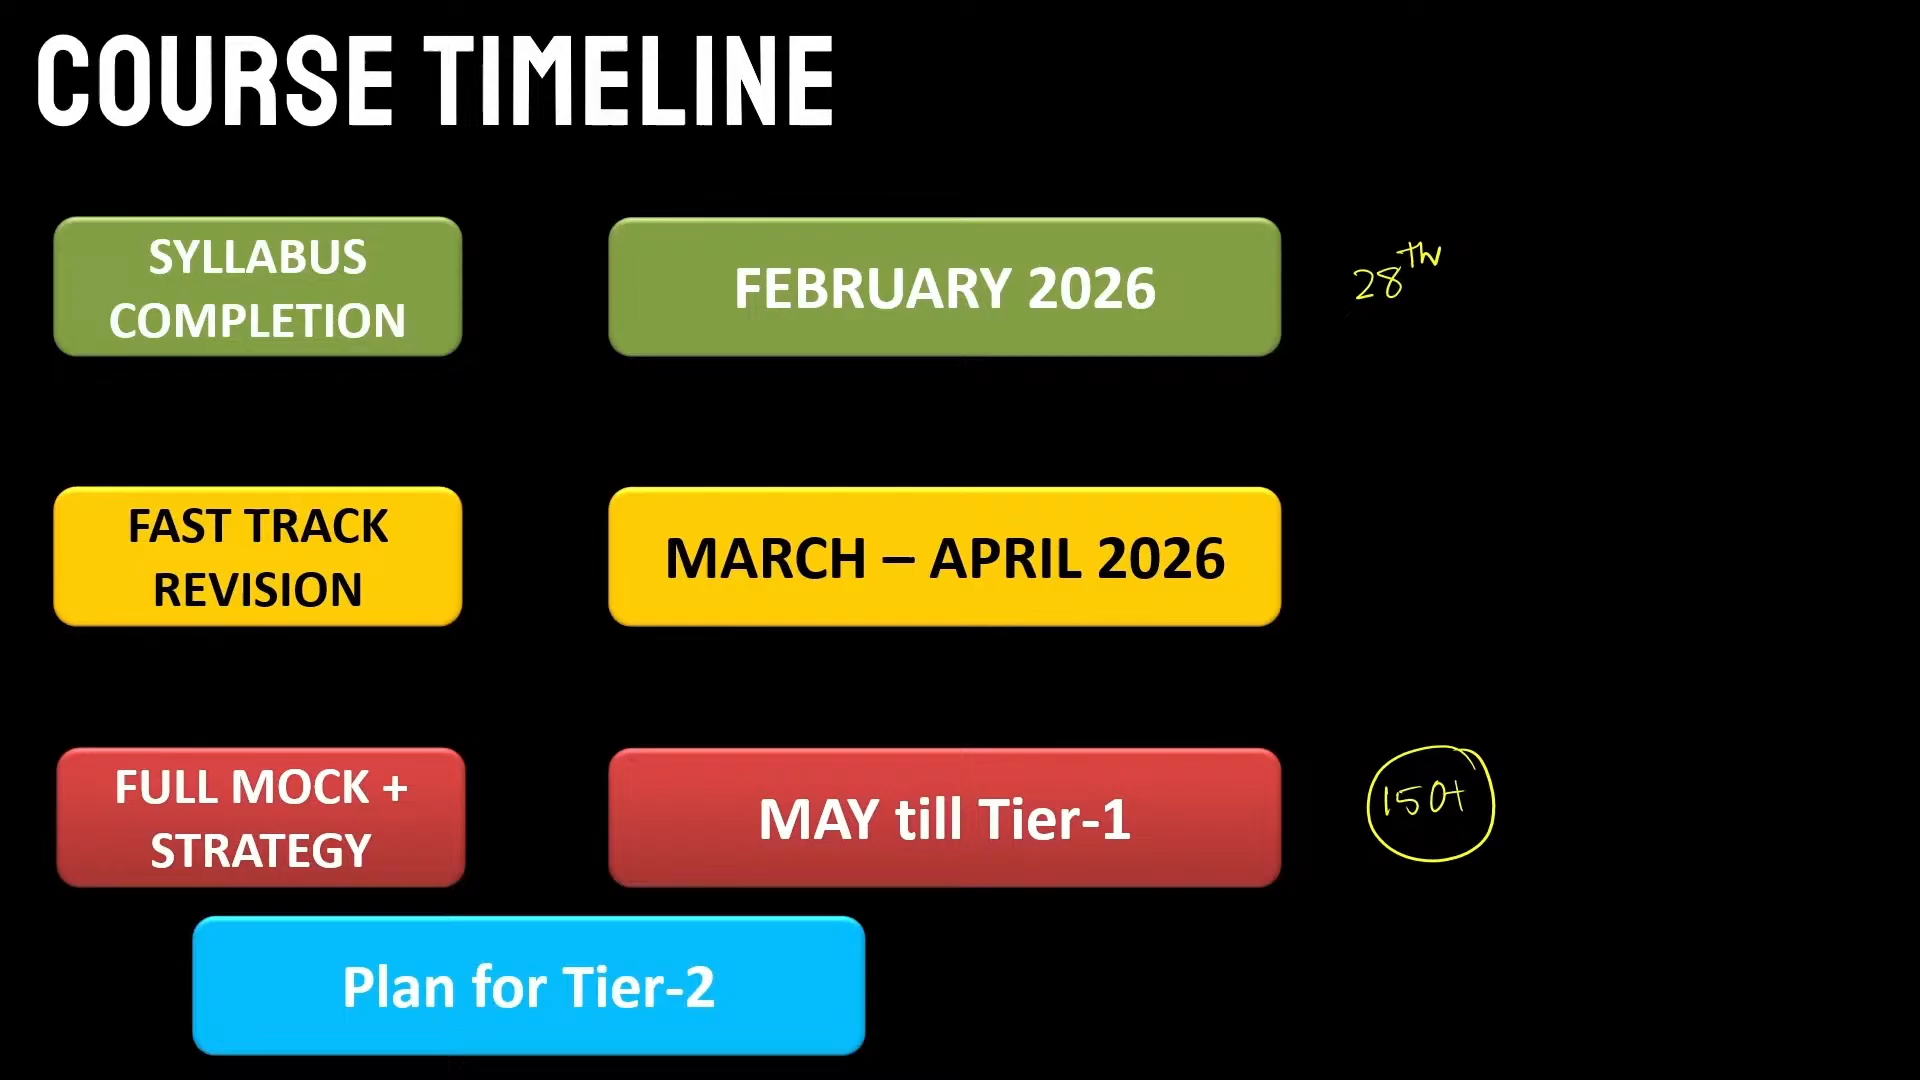 COURSE TIMELINE
SYLLABUS
COMPLETION
FEBRUARY 2026
28th
FAST TRACK
REVISION
MARCH – APRIL 2026
FULL MOCK +
STRATEGY
MAY till Tier-1
150+
Plan for Tier-2